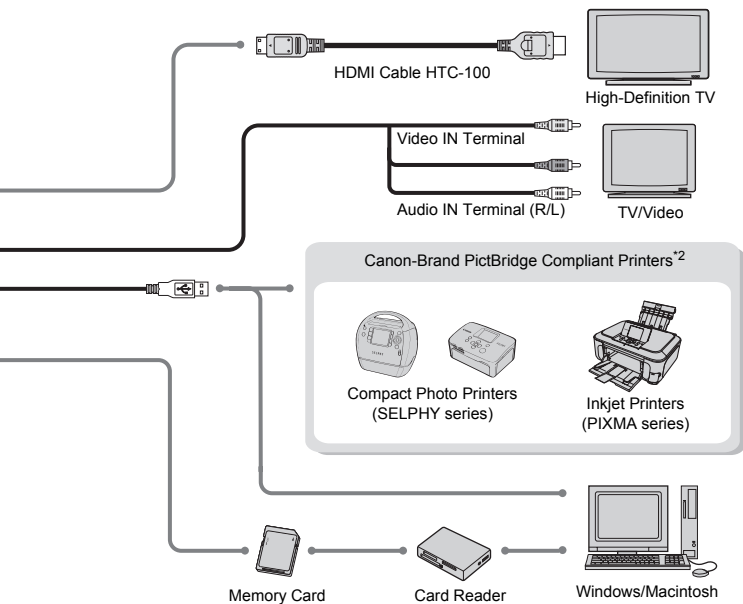 HDMI Cable HTC-100
High-Definition TV
Video IN Terminal
Audio IN Terminal (R/L)
TV/Video
Canon-Brand PictBridge Compliant Printers*2
Compact Photo Printers
(SELPHY series)
Inkjet Printers
(PIXMA series)
Memory Card
Card Reader
Windows/Macintosh